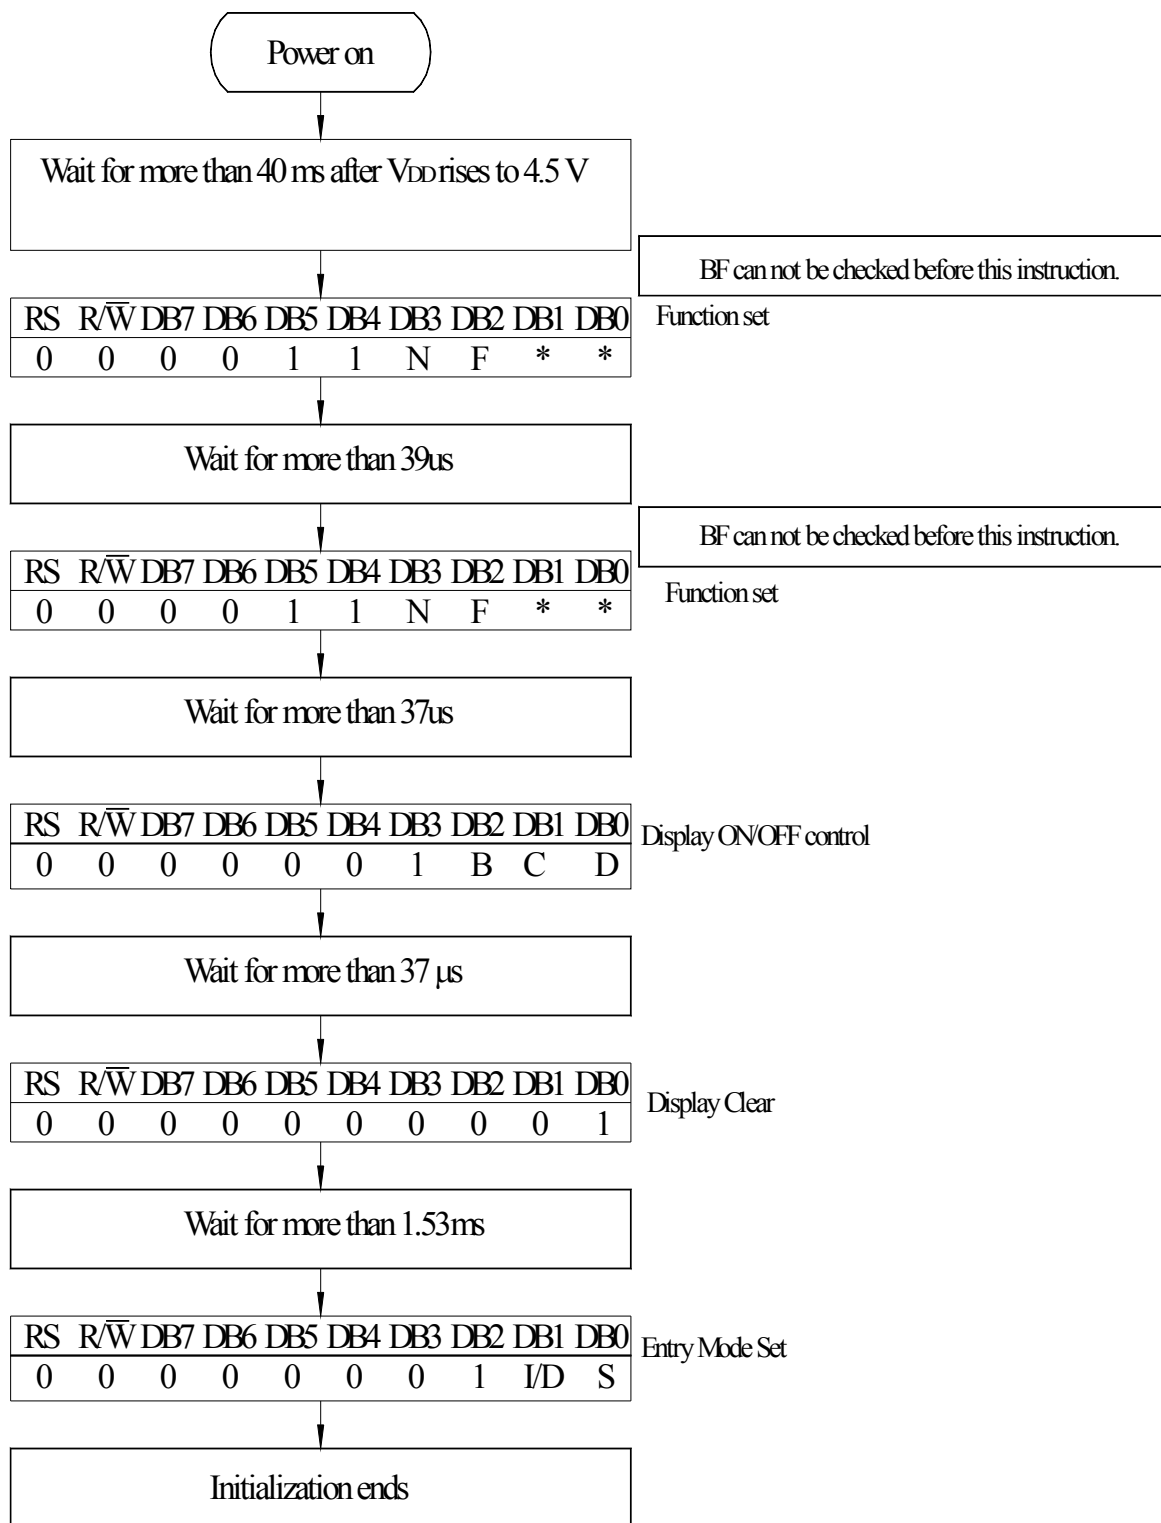 Power on
Wait for more than 40 ms after VDD rises to 4.5 V
BF can not be checked before this instruction.
RS R/W̅ DB7 DB6 DB5 DB4 DB3 DB2 DB1 DB0
Function set
0 0 0 0 1 1 N F * *
Wait for more than 39us
BF can not be checked before this instruction.
RS R/W̅ DB7 DB6 DB5 DB4 DB3 DB2 DB1 DB0
Function set
0 0 0 0 1 1 N F * *
Wait for more than 37us
RS R/W̅ DB7 DB6 DB5 DB4 DB3 DB2 DB1 DB0
Display ON/OFF control
0 0 0 0 0 0 1 B C D
Wait for more than 37 μs
RS R/W̅ DB7 DB6 DB5 DB4 DB3 DB2 DB1 DB0
Display Clear
0 0 0 0 0 0 0 0 0 1
Wait for more than 1.53ms
RS R/W̅ DB7 DB6 DB5 DB4 DB3 DB2 DB1 DB0
Entry Mode Set
0 0 0 0 0 0 0 1 I/D S
Initialization ends